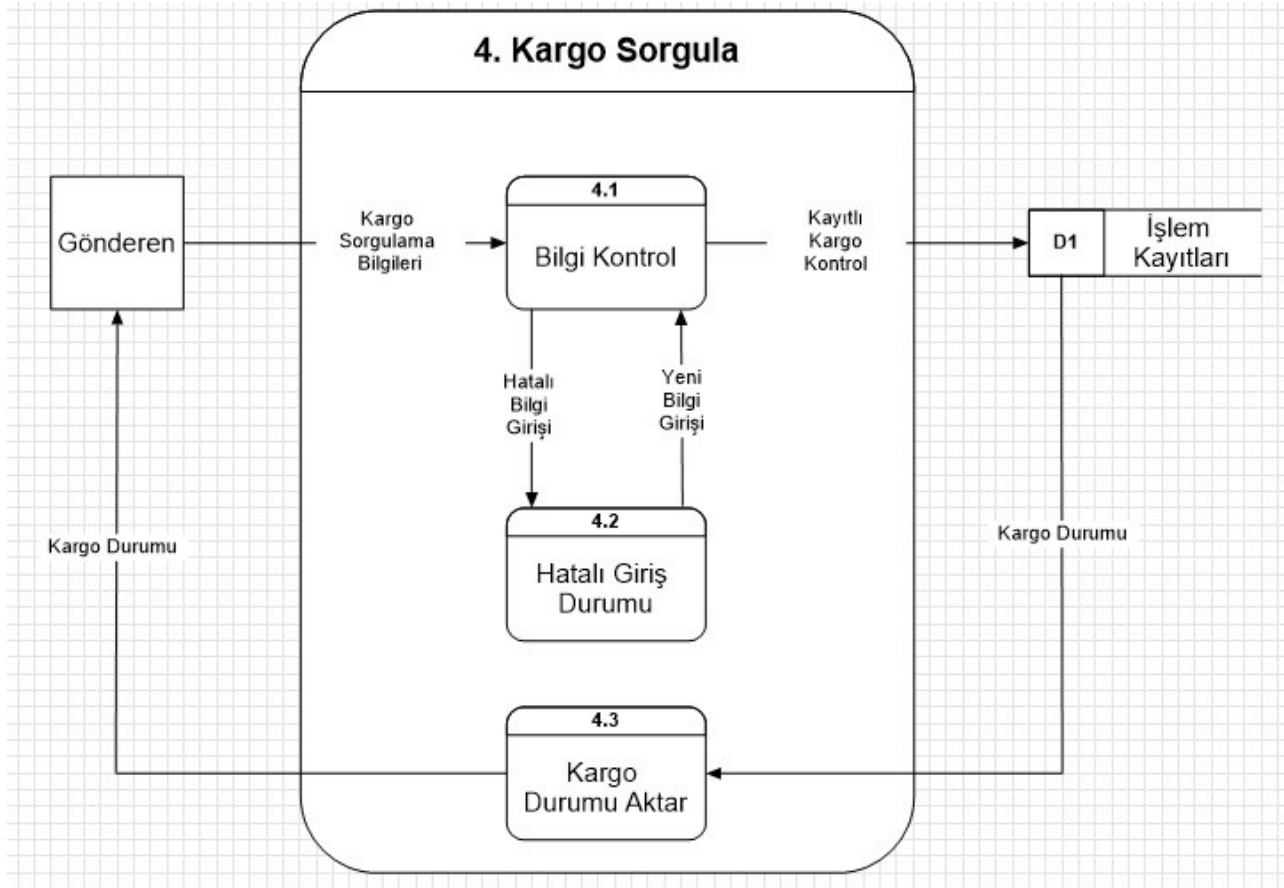 4. Kargo Sorgula
Gönderen
Kargo
Sorgulama
Bilgileri
4.1
Bilgi Kontrol
Kayıtlı
Kargo
Kontrol
D1
İşlem
Kayıtları
Hatalı
Bilgi
Girişi
Yeni
Bilgi
Girişi
4.2
Hatalı Giriş
Durumu
Kargo Durumu
Kargo Durumu
4.3
Kargo
Durumu Aktar